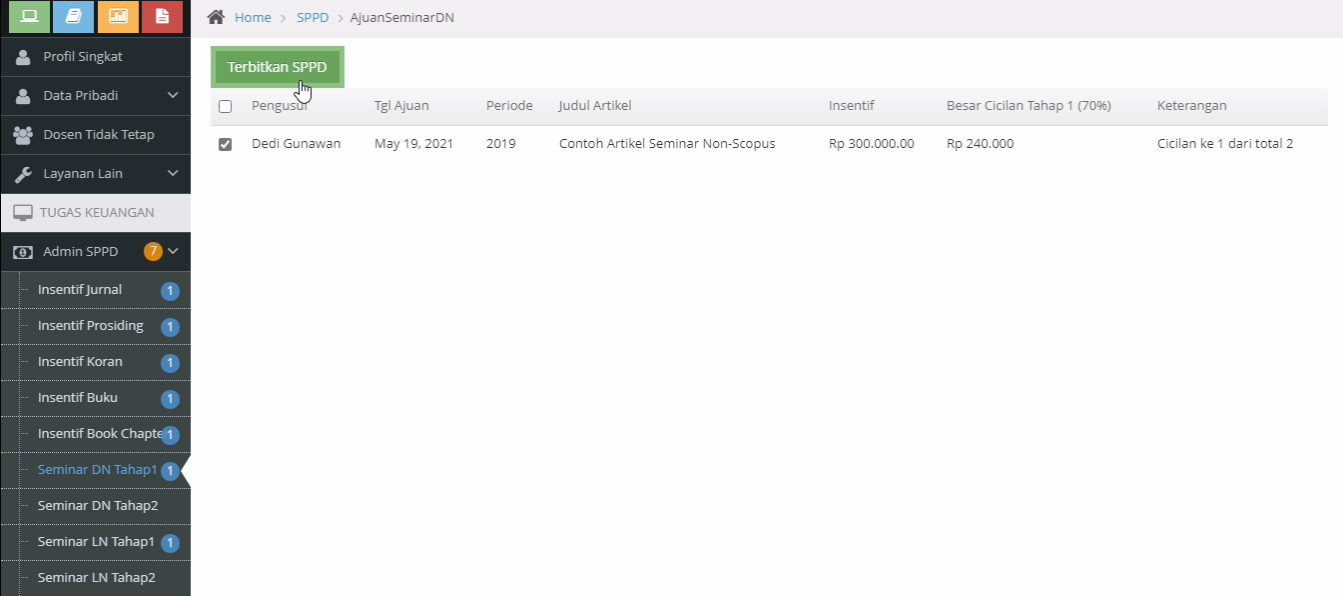 Home > SPPD > AjuanSeminarDN
Profil Singkat
Data Pribadi
Dosen Tidak Tetap
Layanan Lain
TUGAS KEUANGAN
Admin SPPD 7
Insentif Jurnal 1
Insentif Prosiding 1
Insentif Koran 1
Insentif Buku 1
Insentif Book Chapte 1
Seminar DN Tahap1 1
Seminar DN Tahap2
Seminar LN Tahap1 1
Seminar LN Tahap2
Terbitkan SPPD
Pengusul Tgl Ajuan Periode Judul Artikel Insentif Besar Cicilan Tahap 1 (70%) Keterangan
Dedi Gunawan May 19, 2021 2019 Contoh Artikel Seminar Non-Scopus Rp 300.000.00 Rp 240.000 Cicilan ke 1 dari total 2